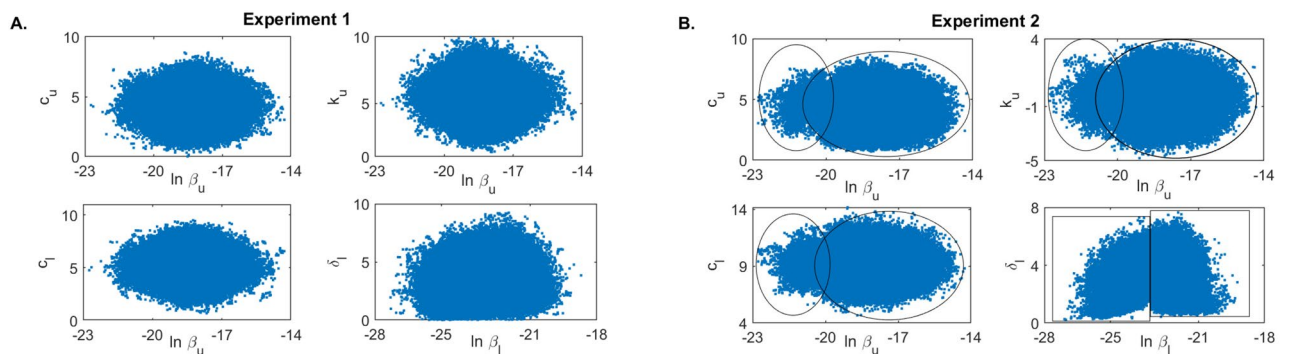 A.
Experiment 1
10
5
0
c_u
-23 -20 -17 -14
ln β_u
10
5
0
k_u
-23 -20 -17 -14
ln β_u
10
5
0
c_l
-23 -20 -17 -14
ln β_u
10
5
0
δ_l
-28 -25 -21 -18
ln β_l
B.
Experiment 2
10
5
0
c_u
-23 -20 -17 -14
ln β_u
4
-1
-5
k_u
-23 -20 -17 -14
ln β_u
14
9
4
c_l
-23 -20 -17 -14
ln β_u
8
4
0
δ_l
-28 -25 -21 -18
ln β_l